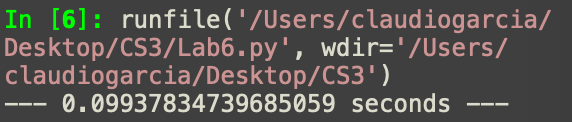 In [6]: runfile('/Users/claudiogarcia/
Desktop/CS3/Lab6.py', wdir='/Users/
claudiogarcia/Desktop/CS3')
--- 0.09937834739685059 seconds ---